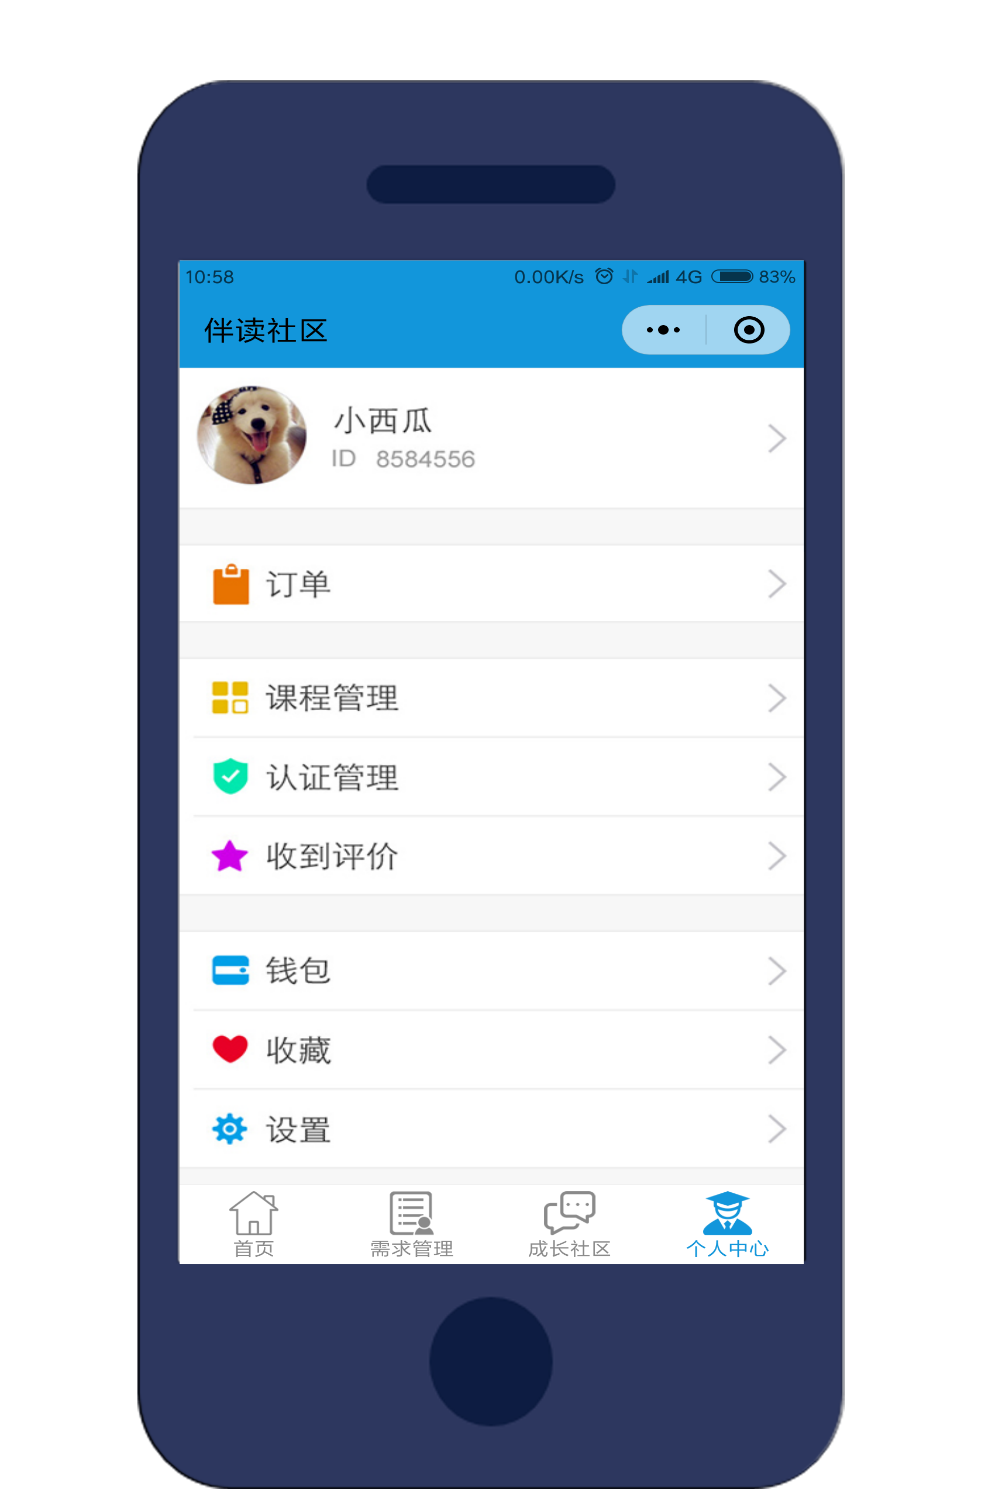 10:58 0.00K/s 4G 83%
伴读社区
小西瓜
ID 8584556
订单
课程管理
认证管理
收到评价
钱包
收藏
设置
首页 需求管理 成长社区 个人中心